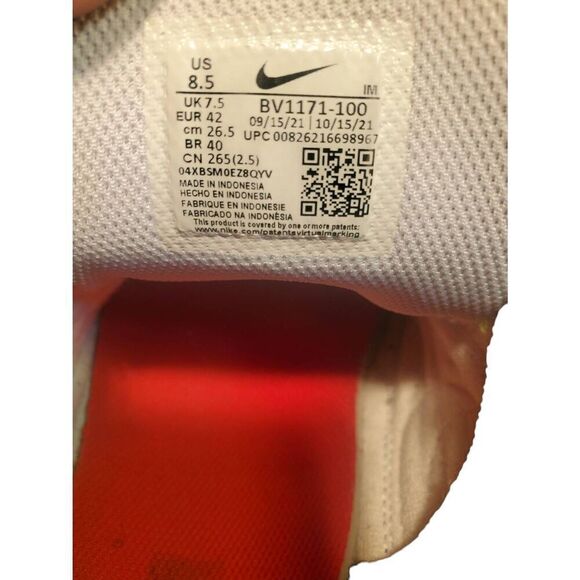 US
8.5
IM
UK 7.5
BV1171-100
EUR 42
09/15/21 | 10/15/21
cm 26.5
UPC 00826216698967
BR 40
CN 265(2.5)
04XBSM0EZ8QYV
MADE IN INDONESIA
HECHO EN INDONESIA
FABRIQUE EN INDONESIE
FABRICADO NA INDONÉSIA
This product is covered by one or more patents:
www.nike.com/patentsvirtualmarking